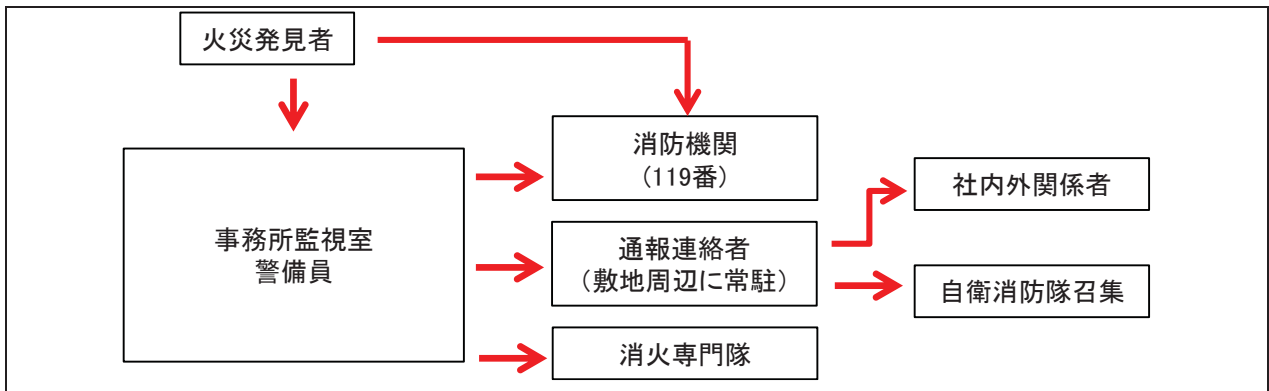 火災発見者
消防機関
(119番)
社内外関係者
事務所監視室
警備員
通報連絡者
(敷地周辺に常駐)
自衛消防隊召集
消火専門隊